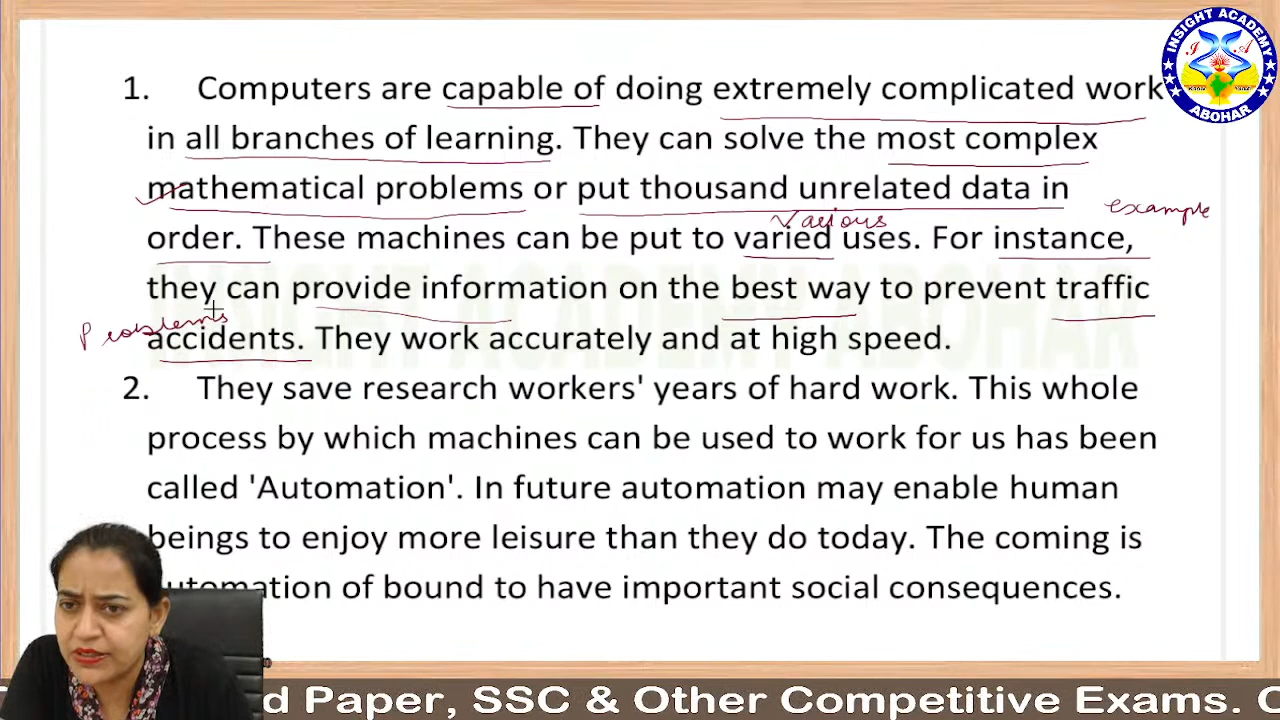 INSIGHT ACADEMY
I A
ABOHAR
1. Computers are capable of doing extremely complicated work
in all branches of learning. They can solve the most complex
mathematical problems or put thousand unrelated data in
example
various
order. These machines can be put to varied uses. For instance,
they can provide information on the best way to prevent traffic
Problems
accidents. They work accurately and at high speed.
INSIGHT ACADEMY ABOHAR
2. They save research workers' years of hard work. This whole
process by which machines can be used to work for us has been
called 'Automation'. In future automation may enable human
beings to enjoy more leisure than they do today. The coming is
automation of bound to have important social consequences.
d Paper, SSC & Other Competitive Exams. C